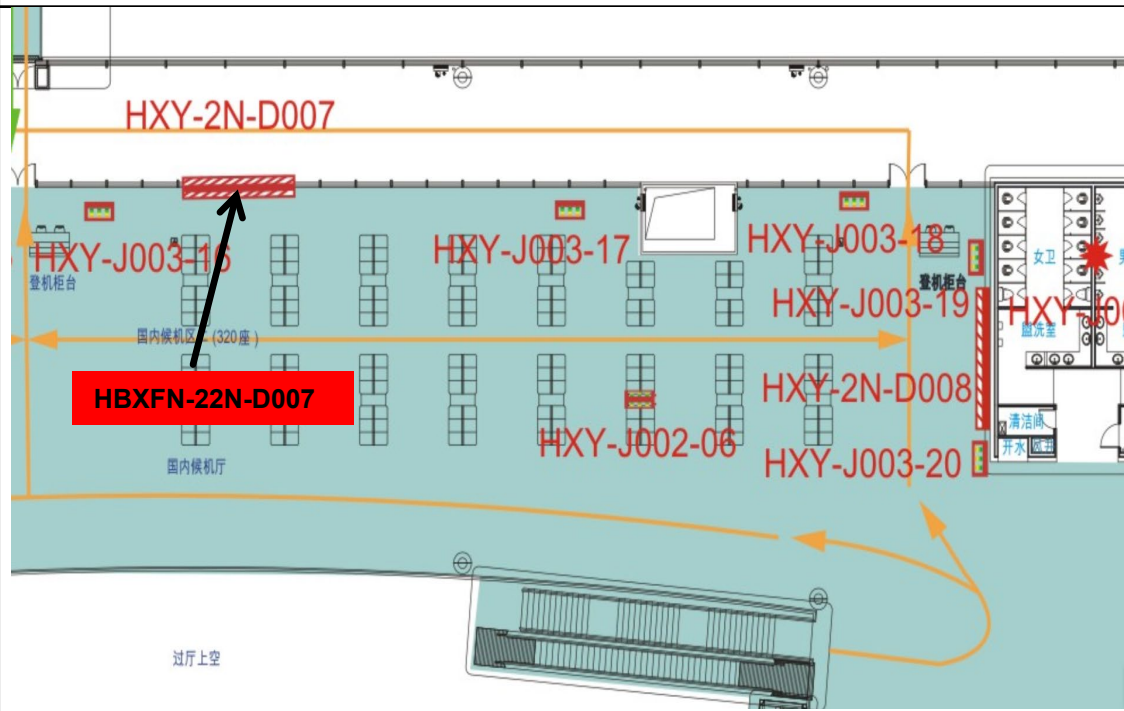 HXY-2N-D007
HXY-J003-16
登机柜台
HXY-J003-17
HXY-J003-18
登机柜台
女卫
国内候机区 (320座)
HXY-J003-19
盥洗室
HBXFN-22N-D007
HXY-2N-D008
HXY-J002-06
清洁间
开水
国内候机厅
HXY-J003-20
过厅上空